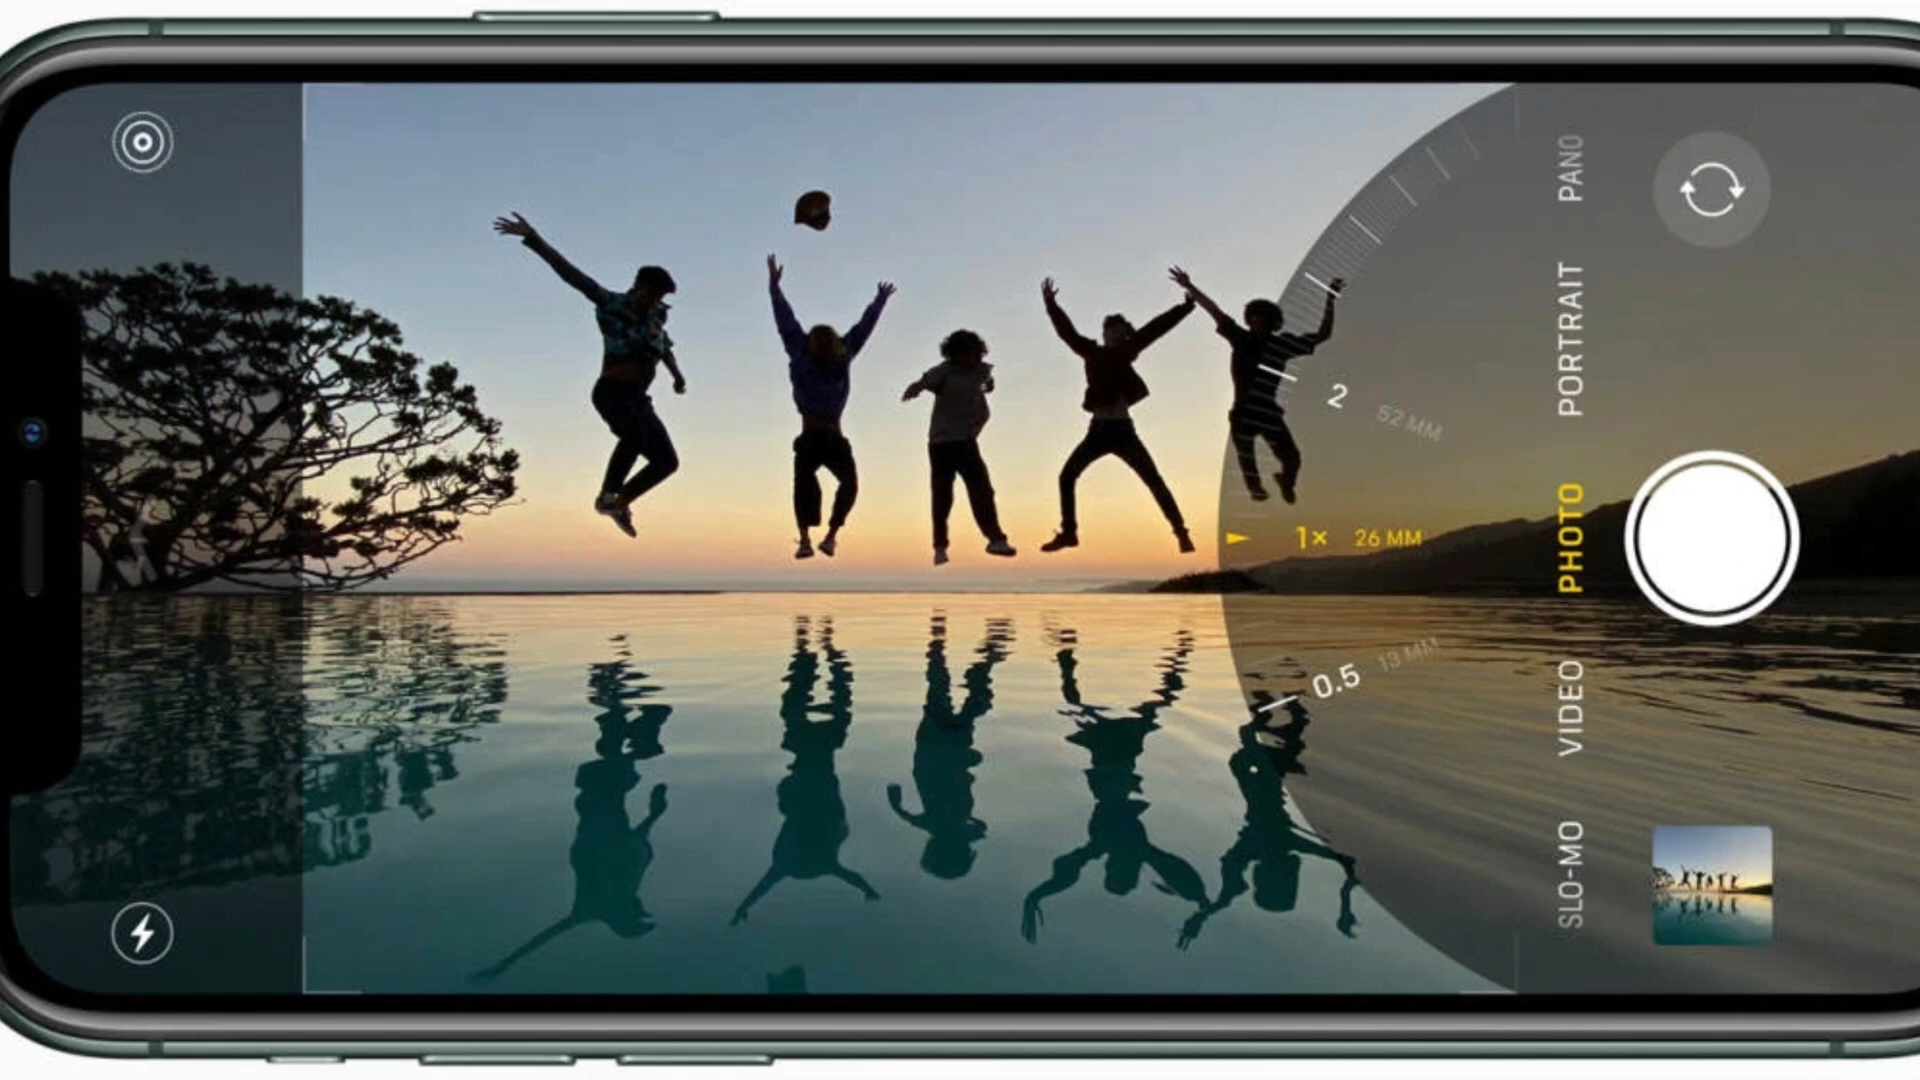 PANO
PORTRAIT
PHOTO
VIDEO
SLO-MO
2 52 MM
1× 26 MM
0.5 13 MM